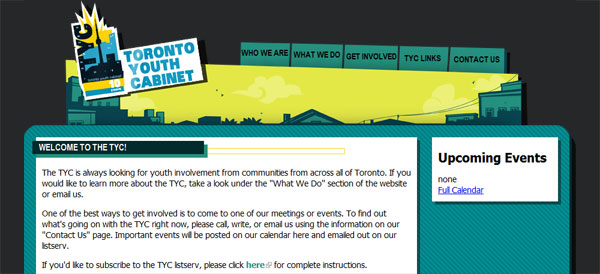 TYC
TORONTO
YOUTH
CABINET
10
WHO WE ARE
WHAT WE DO
GET INVOLVED
TYC LINKS
CONTACT US
WELCOME TO THE TYC!
The TYC is always looking for youth involvement from communities from across all of Toronto. If you
would like to learn more about the TYC, take a look under the "What We Do" section of the website
or email us.
One of the best ways to get involved is to come to one of our meetings or events. To find out
what's going on with the TYC right now, please call, write, or email us using the information on our
"Contact Us" page. Important events will be posted on our calendar here and emailed out on our
listserv.
If you'd like to subscribe to the TYC listserv, please click here for complete instructions.
Upcoming Events
none
Full Calendar